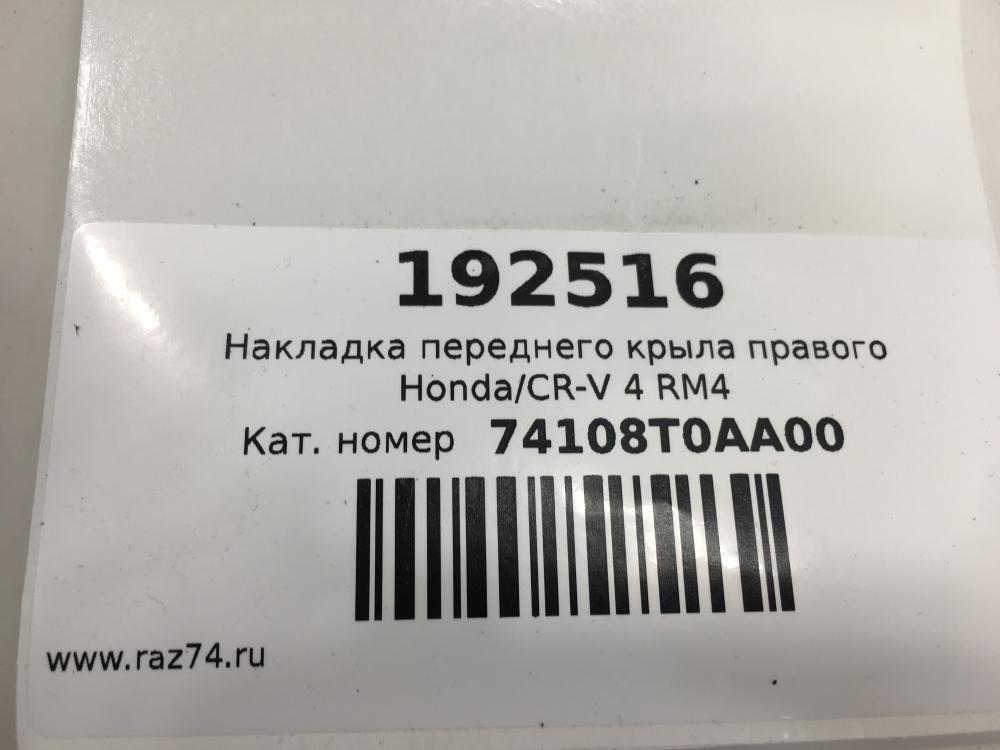 192516
Накладка переднего крыла правого
Honda/CR-V 4 RM4
Кат. номер 74108T0AA00
www.raz74.ru